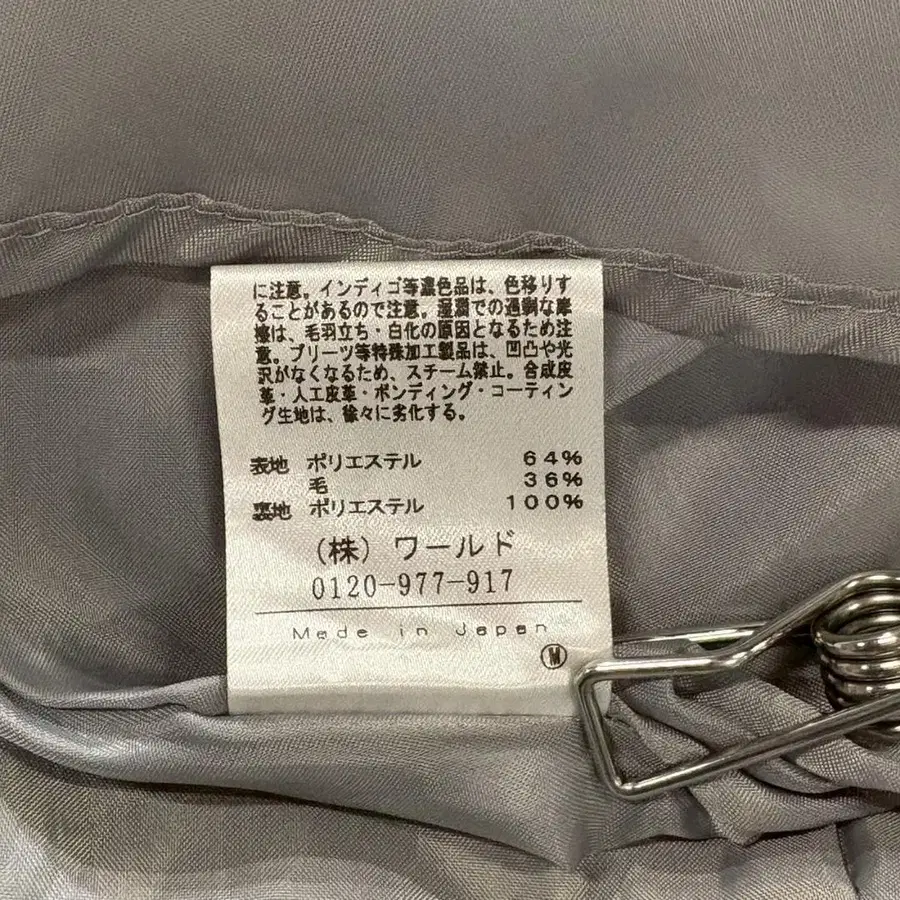 に注意。インディゴ等濃色品は、色移りす
ることがあるので注意。湿潤での過剰な摩
擦は、毛羽立ち・白化の原因となるため注
意。プリーツ等特殊加工製品は、凹凸や光
沢がなくなるため、スチーム禁止。合成皮
革・人工皮革・ボンディング・コーティン
グ生地は、徐々に劣化する。
表地 ポリエステル 64%
毛 36%
裏地 ポリエステル 100%
(株) ワールド
0120-977-917
Made in Japan
M